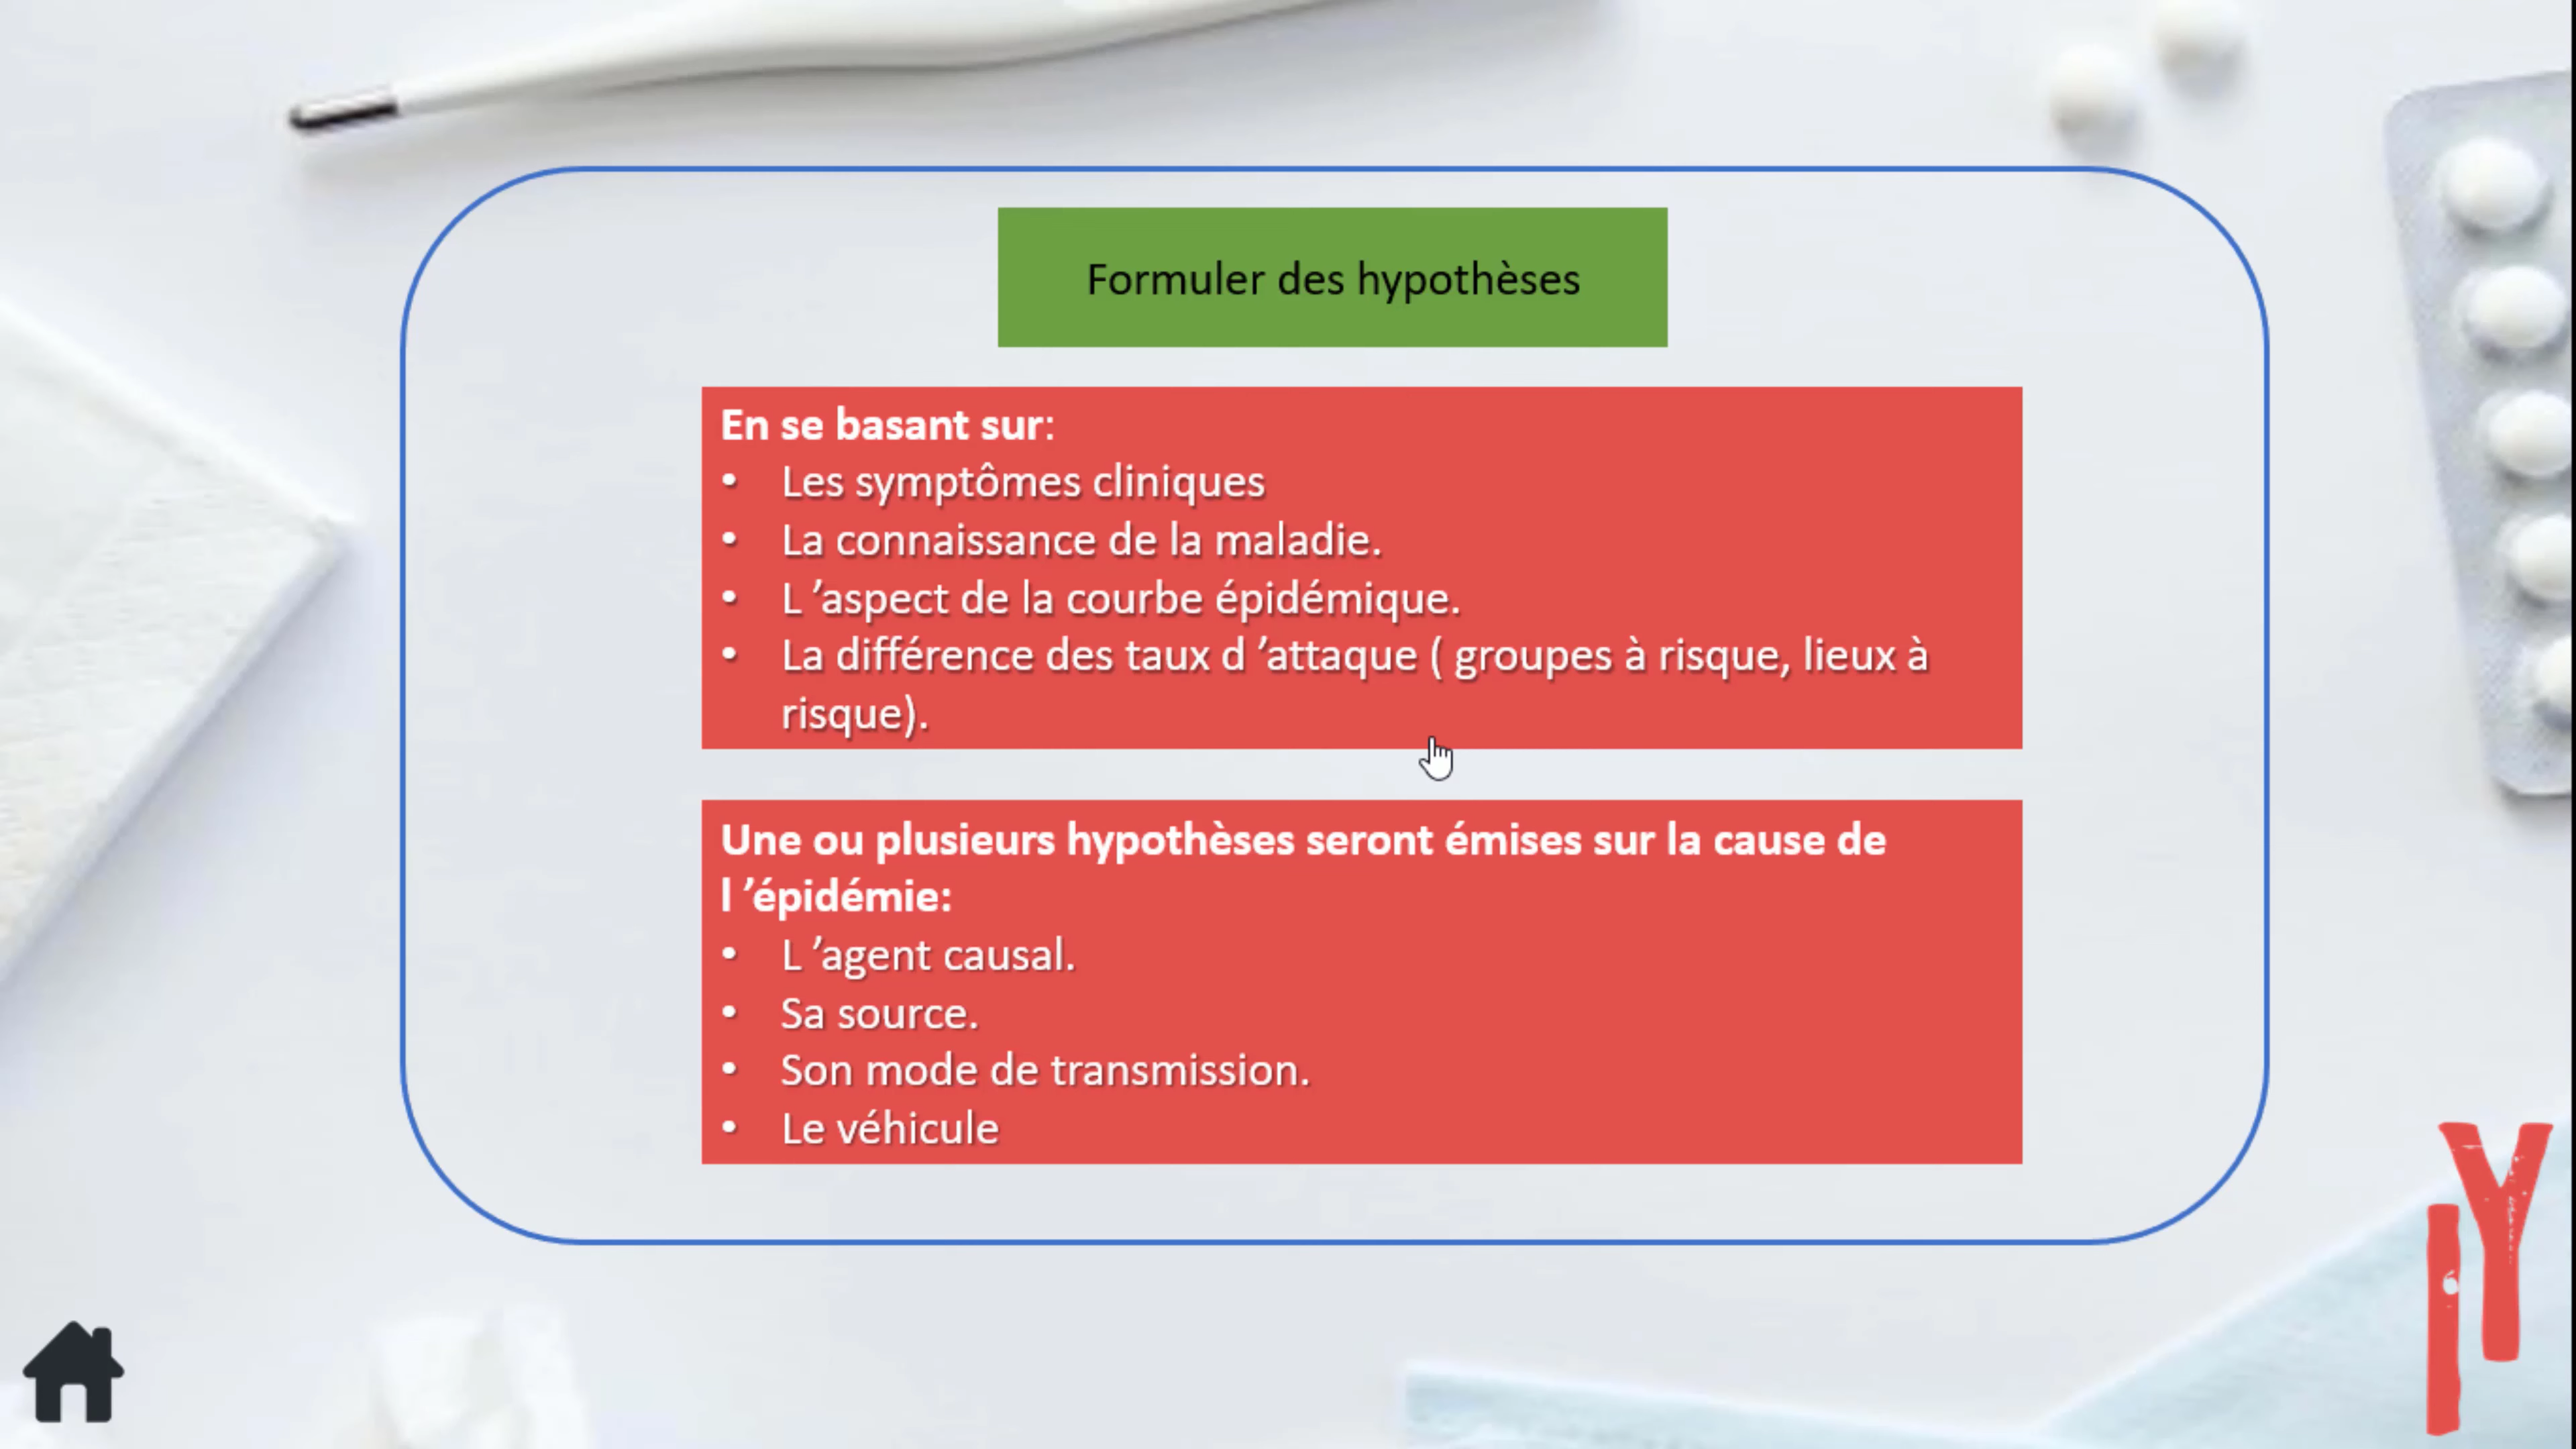 Formuler des hypothèses
En se basant sur:
• Les symptômes cliniques
• La connaissance de la maladie.
• L ’aspect de la courbe épidémique.
• La différence des taux d ’attaque ( groupes à risque, lieux à
risque).
Une ou plusieurs hypothèses seront émises sur la cause de
l ’épidémie:
• L ’agent causal.
• Sa source.
• Son mode de transmission.
• Le véhicule
Y